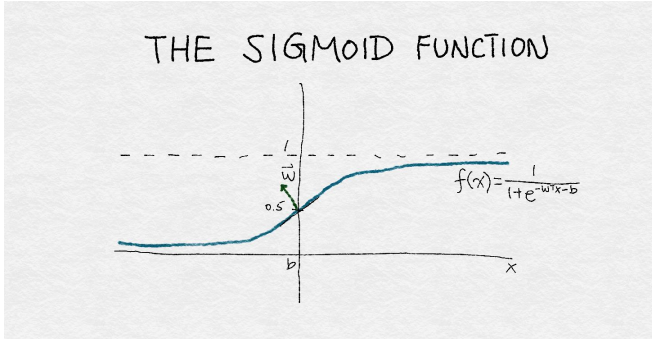 THE SIGMOID FUNCTION
1
w
f(x)=1/(1+e^-wᵀx-b)
0.5
b
x